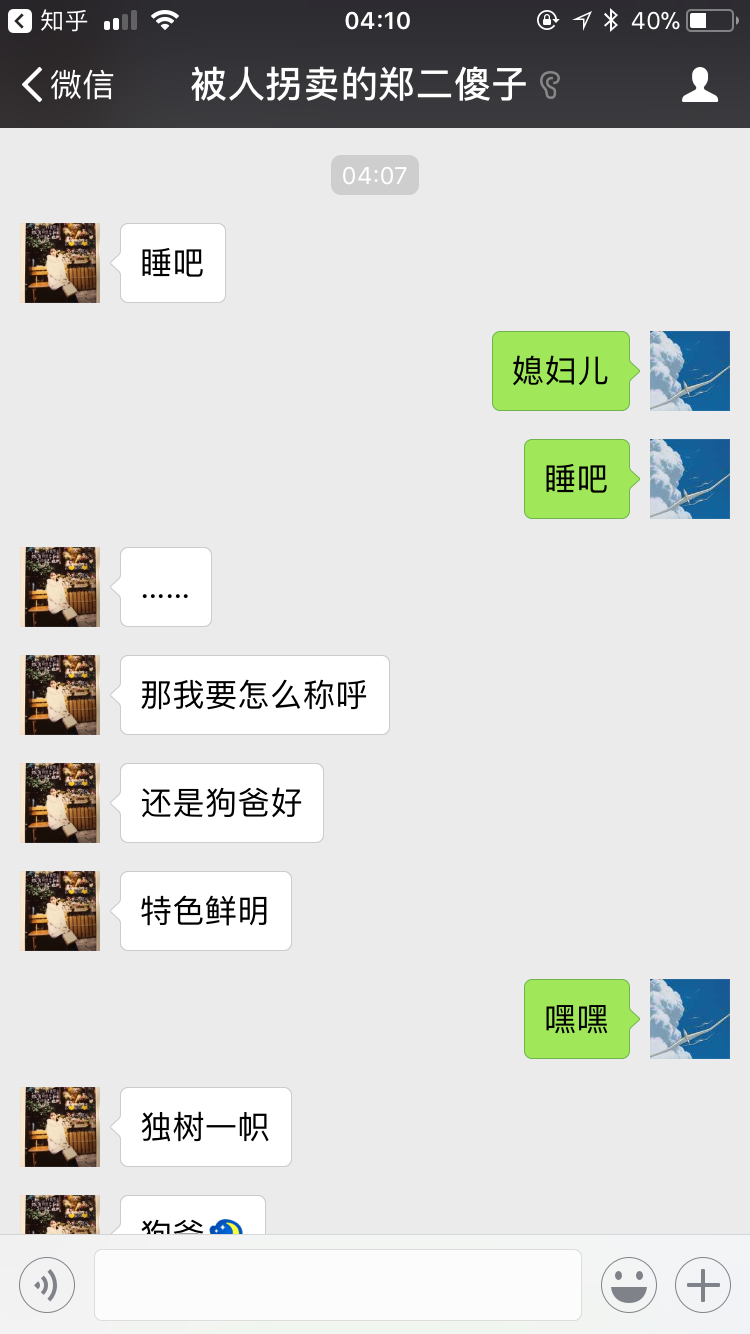 知乎 04:10 40%
微信 被人拐卖的郑二傻子
04:07
睡吧
媳妇儿
睡吧
……
那我要怎么称呼
还是狗爸好
特色鲜明
嘿嘿
独树一帜
狗爸🌙